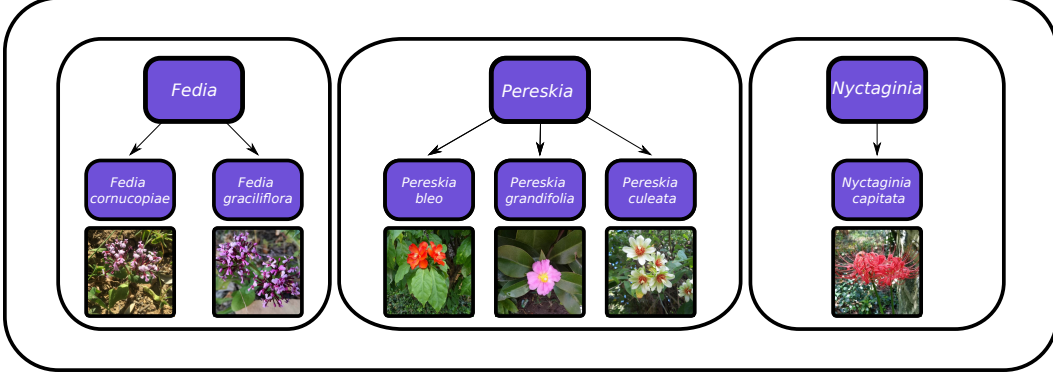 Fedia
Pereskia
Nyctaginia
Fedia
cornucopiae
Fedia
graciliflora
Pereskia
bleo
Pereskia
grandifolia
Pereskia
culeata
Nyctaginia
capitata